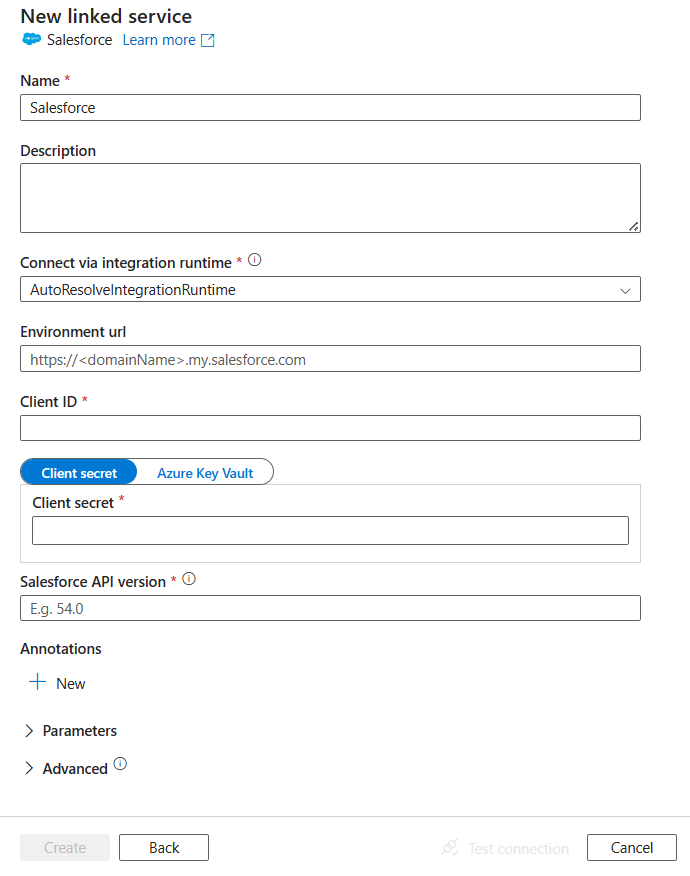 New linked service
Salesforce Learn more
Name *
Salesforce
Description
Connect via integration runtime *
AutoResolveIntegrationRuntime
Environment url
https://<domainName>.my.salesforce.com
Client ID *
Client secret Azure Key Vault
Client secret *
Salesforce API version *
E.g. 54.0
Annotations
New
Parameters
Advanced
Create Back Test connection Cancel